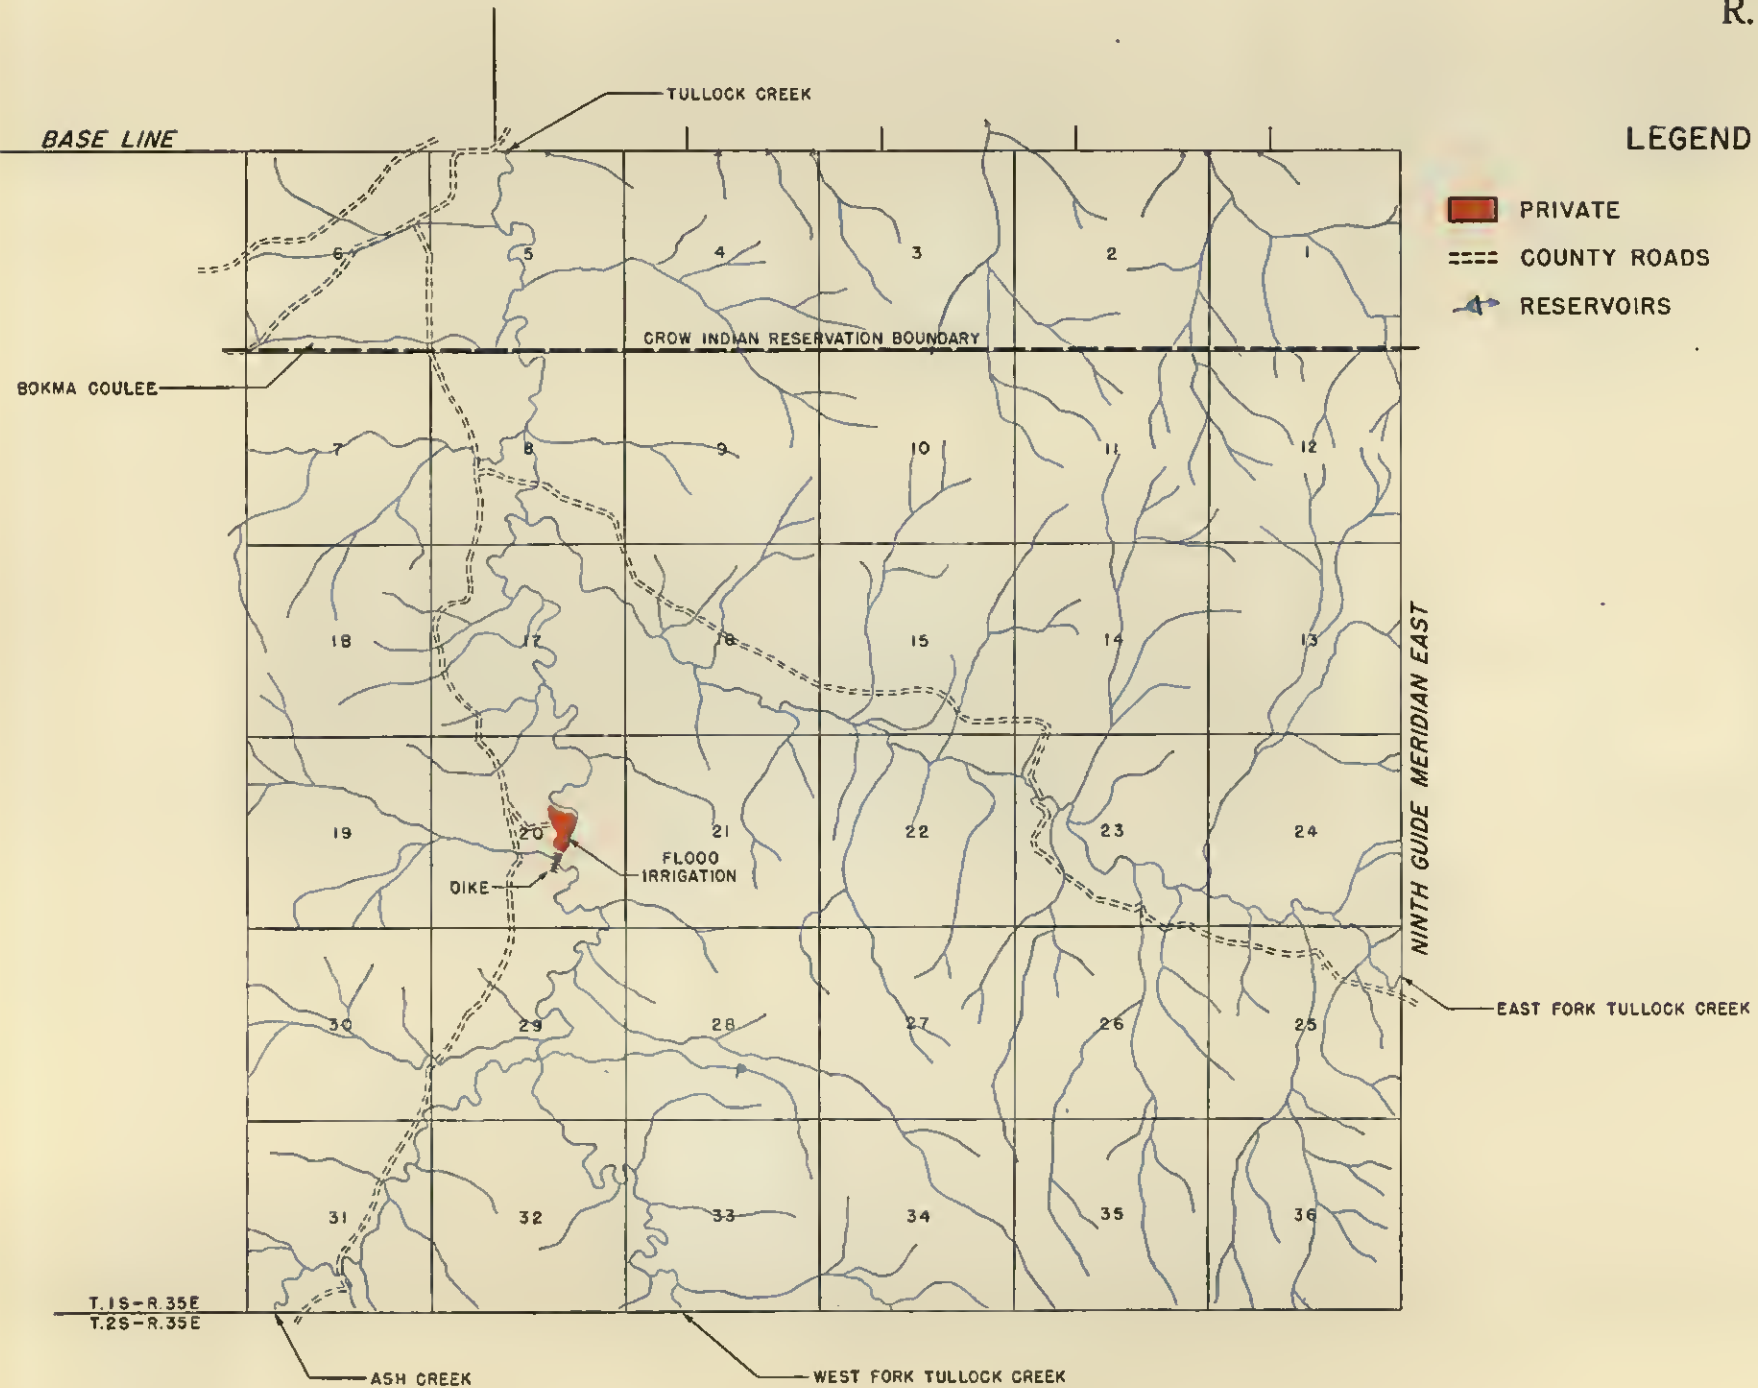 R.
TULLOCK CREEK
BASE LINE
LEGEND
PRIVATE
COUNTY ROADS
RESERVOIRS
6 5 4 3 2 1
CROW INDIAN RESERVATION BOUNDARY
BOKMA COULEE
7 8 9 10 11 12
18 17 16 15 14 13
NINTH GUIDE MERIDIAN EAST
19 20 21 22 23 24
FLOOD
IRRIGATION
DIKE
30 29 28 27 26 25
EAST FORK TULLOCK CREEK
31 32 33 34 35 36
T.1S-R.35E
T.2S-R.35E
ASH CREEK
WEST FORK TULLOCK CREEK